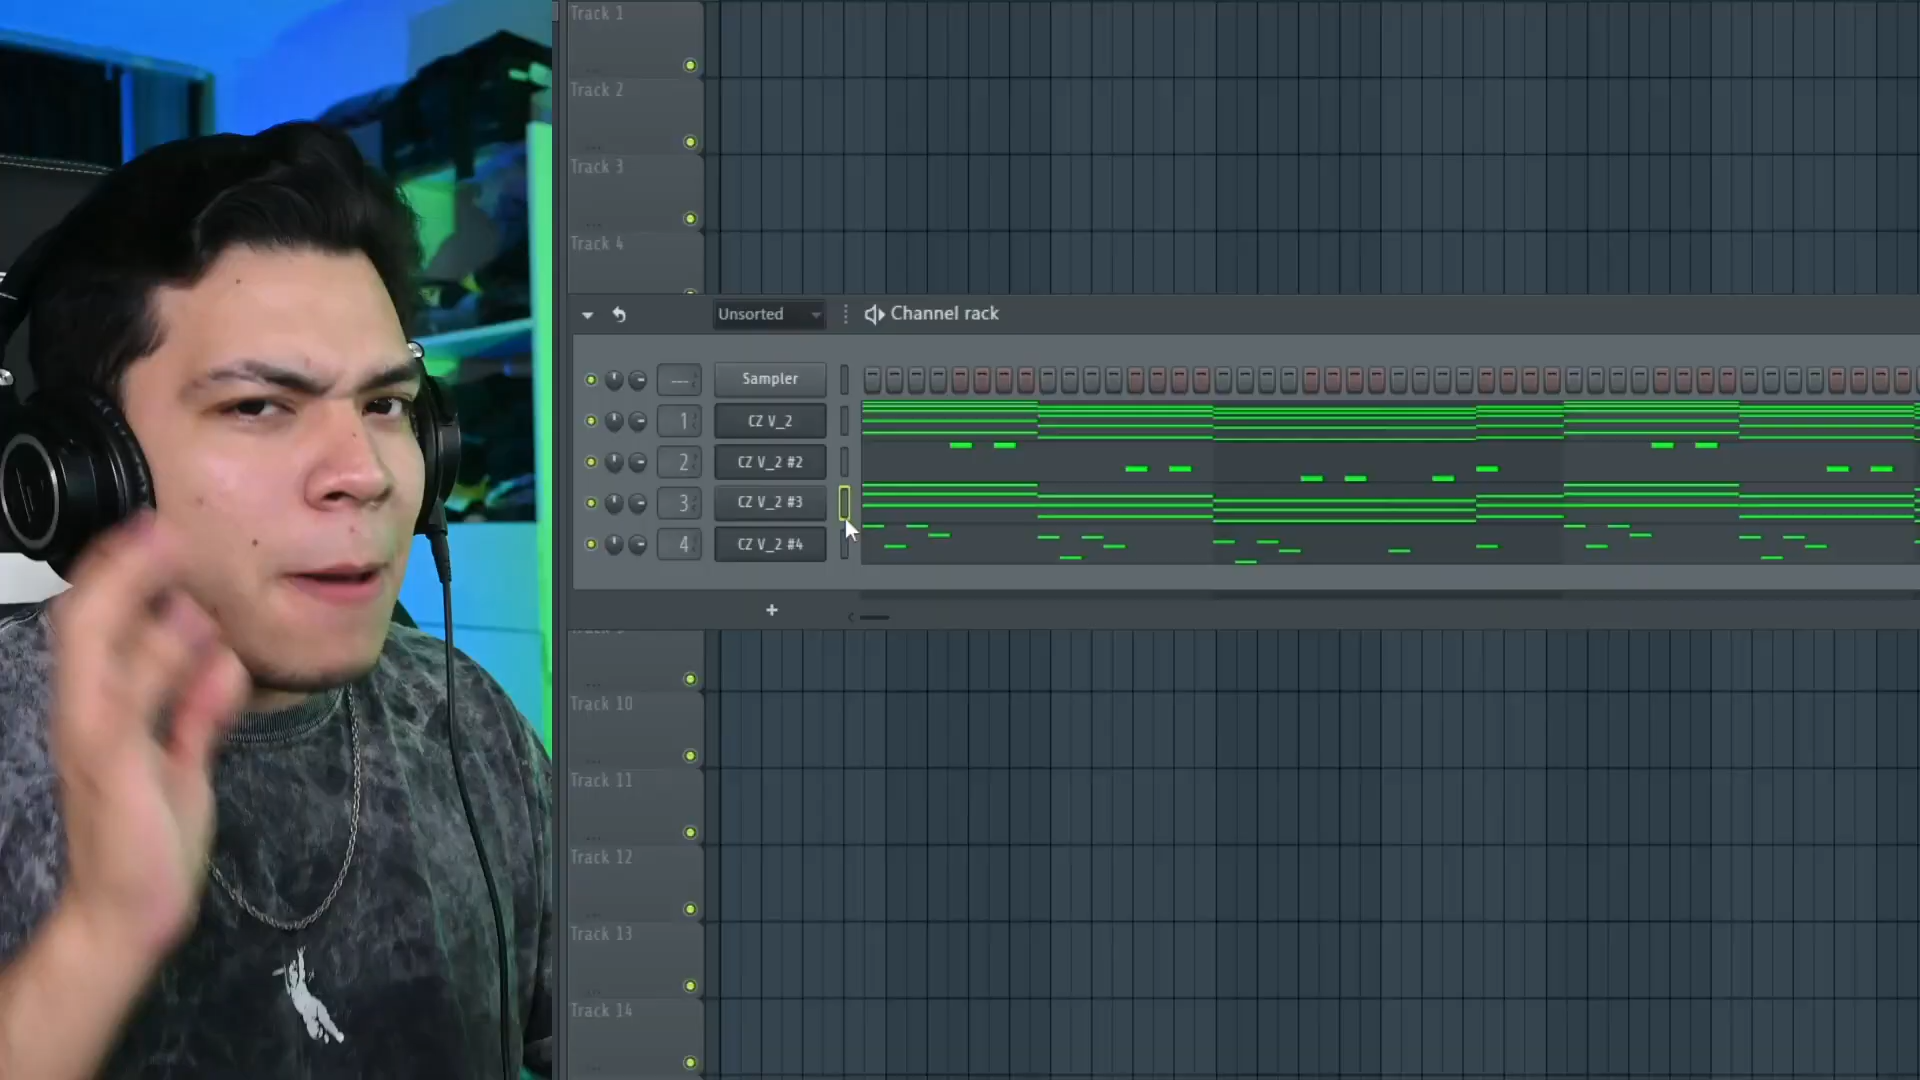 Track 1
Track 2
Track 3
Track 4
Unsorted
Channel rack
Sampler
1 CZ V_2
2 CZ V_2 #2
3 CZ V_2 #3
4 CZ V_2 #4
+
Track 10
Track 11
Track 12
Track 13
Track 14